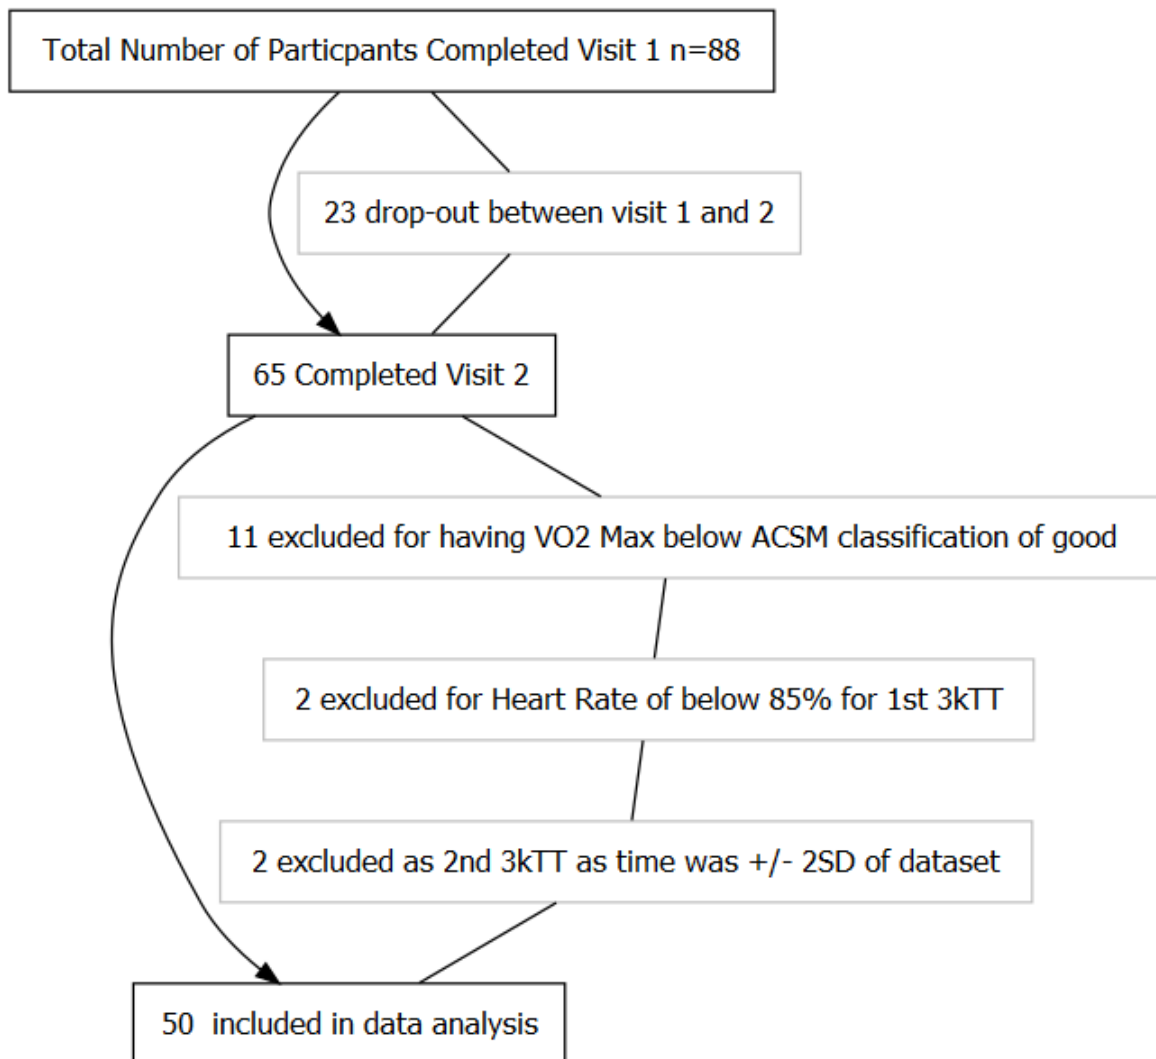 Total Number of Particpants Completed Visit 1 n=88
23 drop-out between visit 1 and 2
65 Completed Visit 2
11 excluded for having VO2 Max below ACSM classification of good
2 excluded for Heart Rate of below 85% for 1st 3kTT
2 excluded as 2nd 3kTT as time was +/- 2SD of dataset
50 included in data analysis